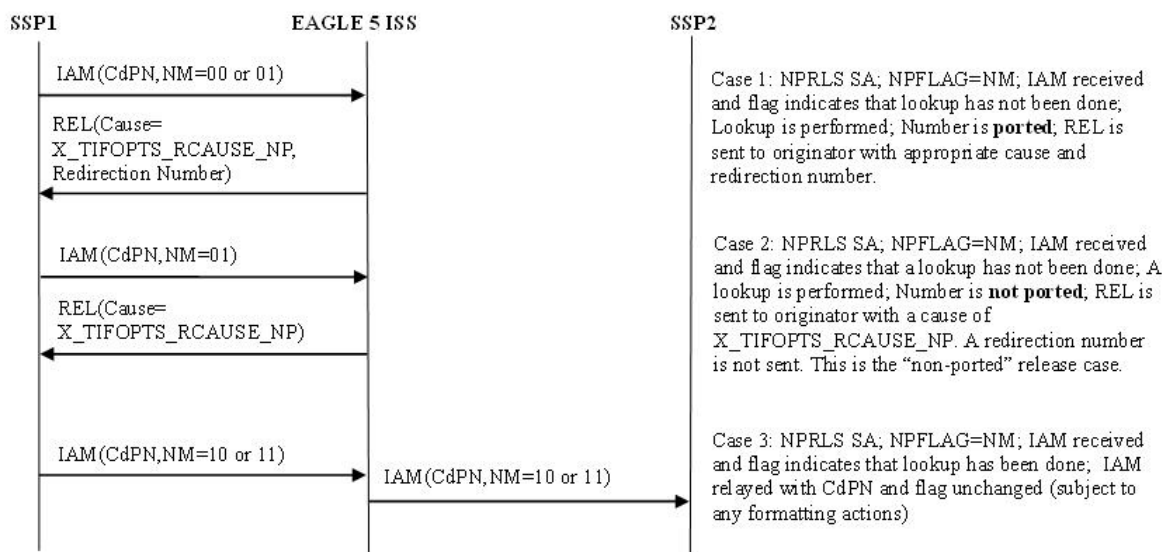 SSP1 EAGLE 5 ISS SSP2
IAM(CdPN,NM=00 or 01)
REL(Cause=
X_TIFOPTS_RCAUSE_NP,
Redirection Number)
Case 1: NPRLS SA; NPFLAG=NM; IAM received
and flag indicates that lookup has not been done;
Lookup is performed; Number is ported; REL is
sent to originator with appropriate cause and
redirection number.
IAM(CdPN,NM=01)
REL(Cause=
X_TIFOPTS_RCAUSE_NP)
Case 2: NPRLS SA; NPFLAG=NM; IAM received
and flag indicates that a lookup has not been done; A
lookup is performed; Number is not ported; REL is
sent to originator with a cause of
X_TIFOPTS_RCAUSE_NP. A redirection number
is not sent. This is the “non-ported” release case.
IAM(CdPN,NM=10 or 11)
IAM(CdPN,NM=10 or 11)
Case 3: NPRLS SA; NPFLAG=NM; IAM received
and flag indicates that lookup has been done; IAM
relayed with CdPN and flag unchanged (subject to
any formatting actions)